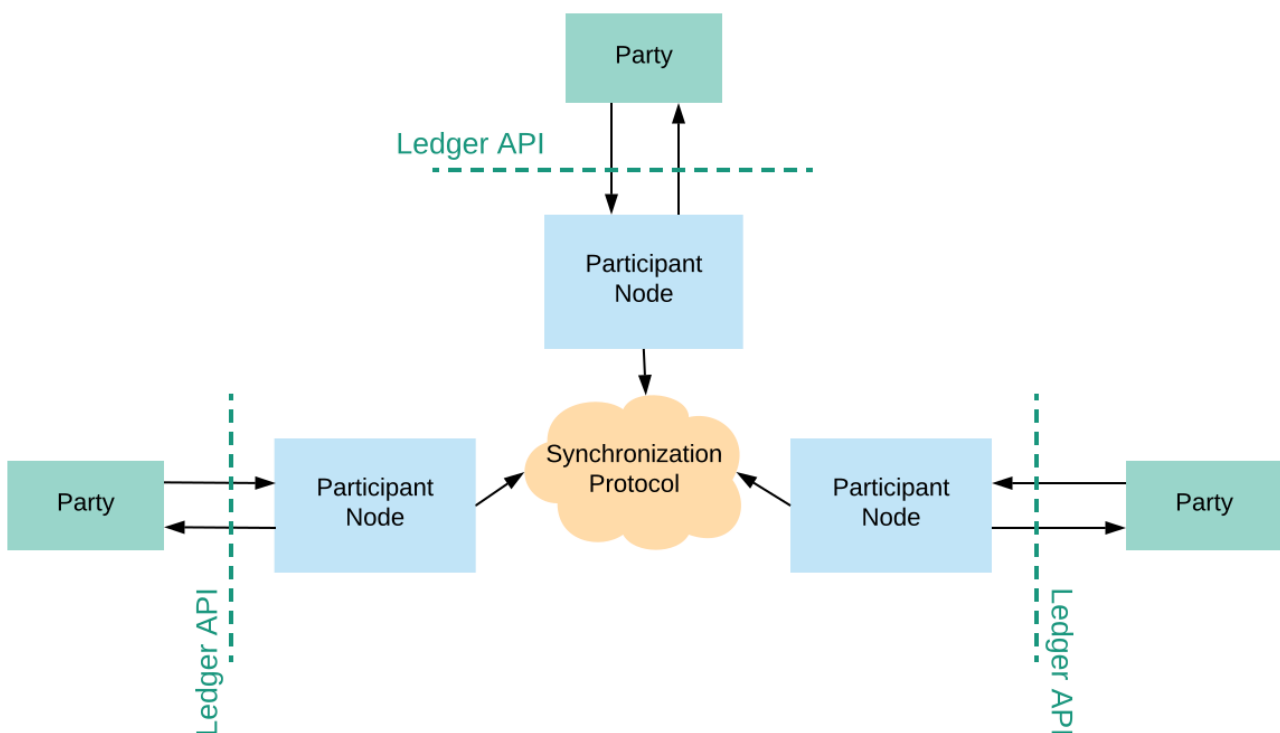 Party
Ledger API
Participant
Node
Synchronization
Protocol
Party
Participant
Node
Participant
Node
Party
Ledger API
Ledger API